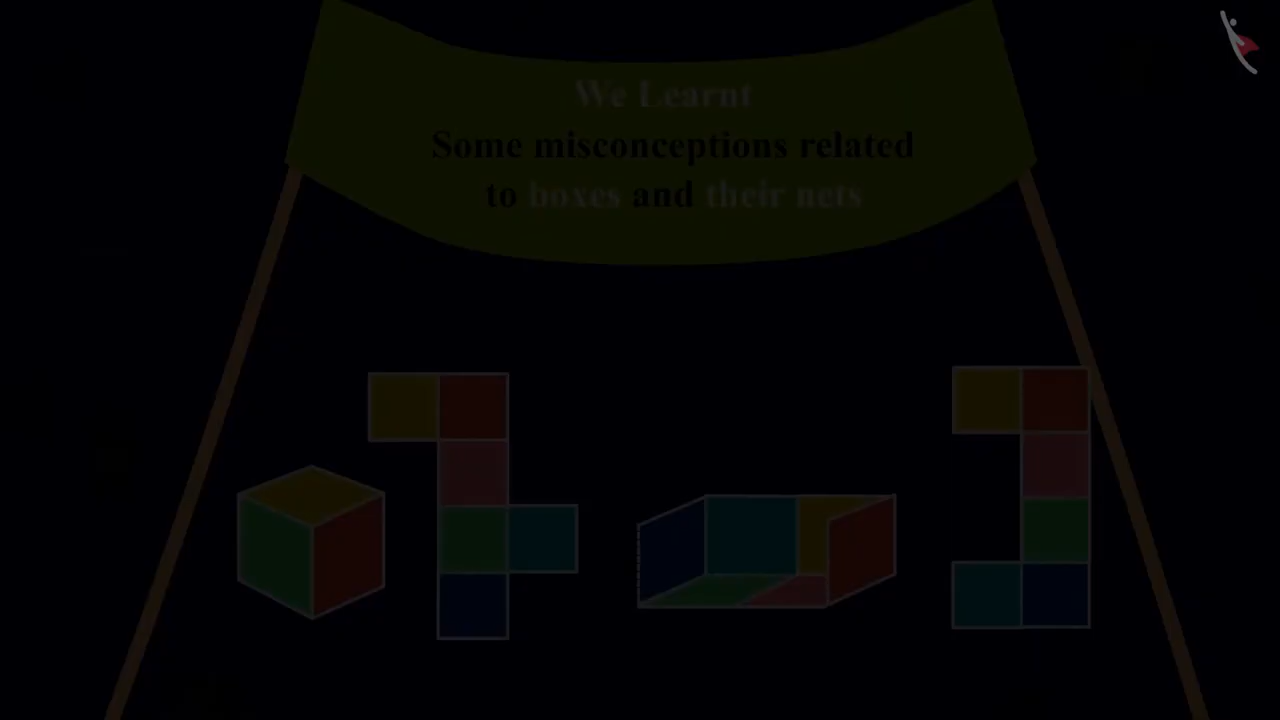 We Learnt
Some misconceptions related
to boxes and their nets